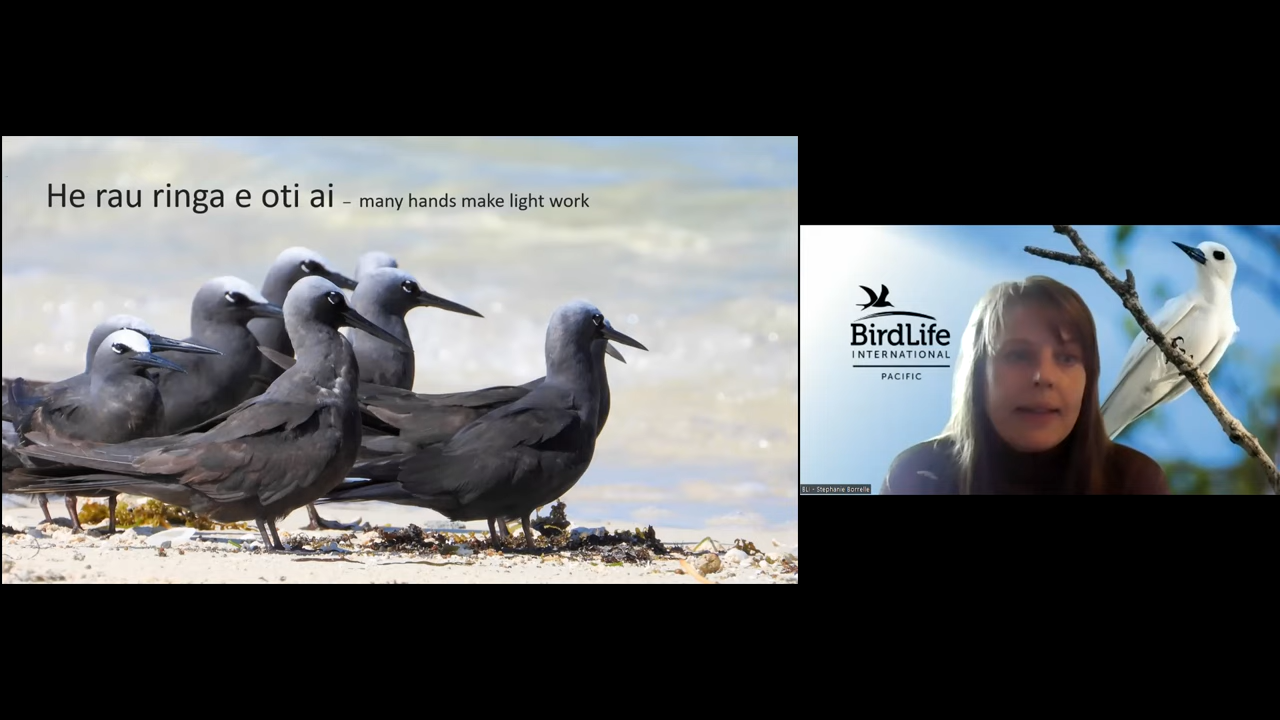 He rau ringa e oti ai – many hands make light work
BirdLife
INTERNATIONAL
PACIFIC
BLI - Stephanie Borrelle